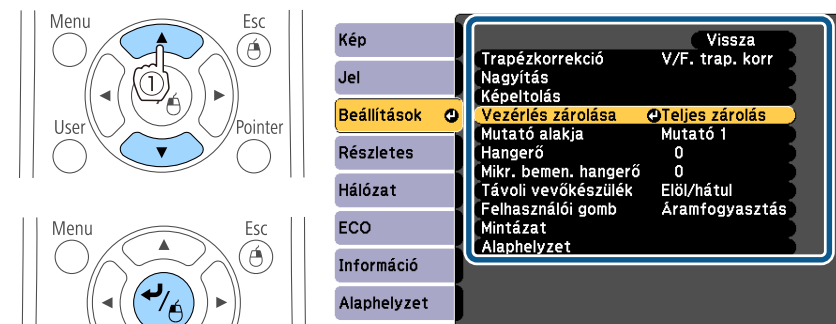 Menu
Esc
1
User
Pointer
Menu
Esc
Kép
Jel
Beállítások
Részletes
Hálózat
ECO
Információ
Alaphelyzet
Vissza
Trapézkorrekció V/F. trap. korr
Nagyítás
Képeltolás
Vezérlés zárolása Teljes zárolás
Mutató alakja Mutató 1
Hangerő 0
Mikr. bemen. hangerő 0
Távoli vevőkészülék Elöl/hátul
Felhasználói gomb Áramfogyasztás
Mintázat
Alaphelyzet